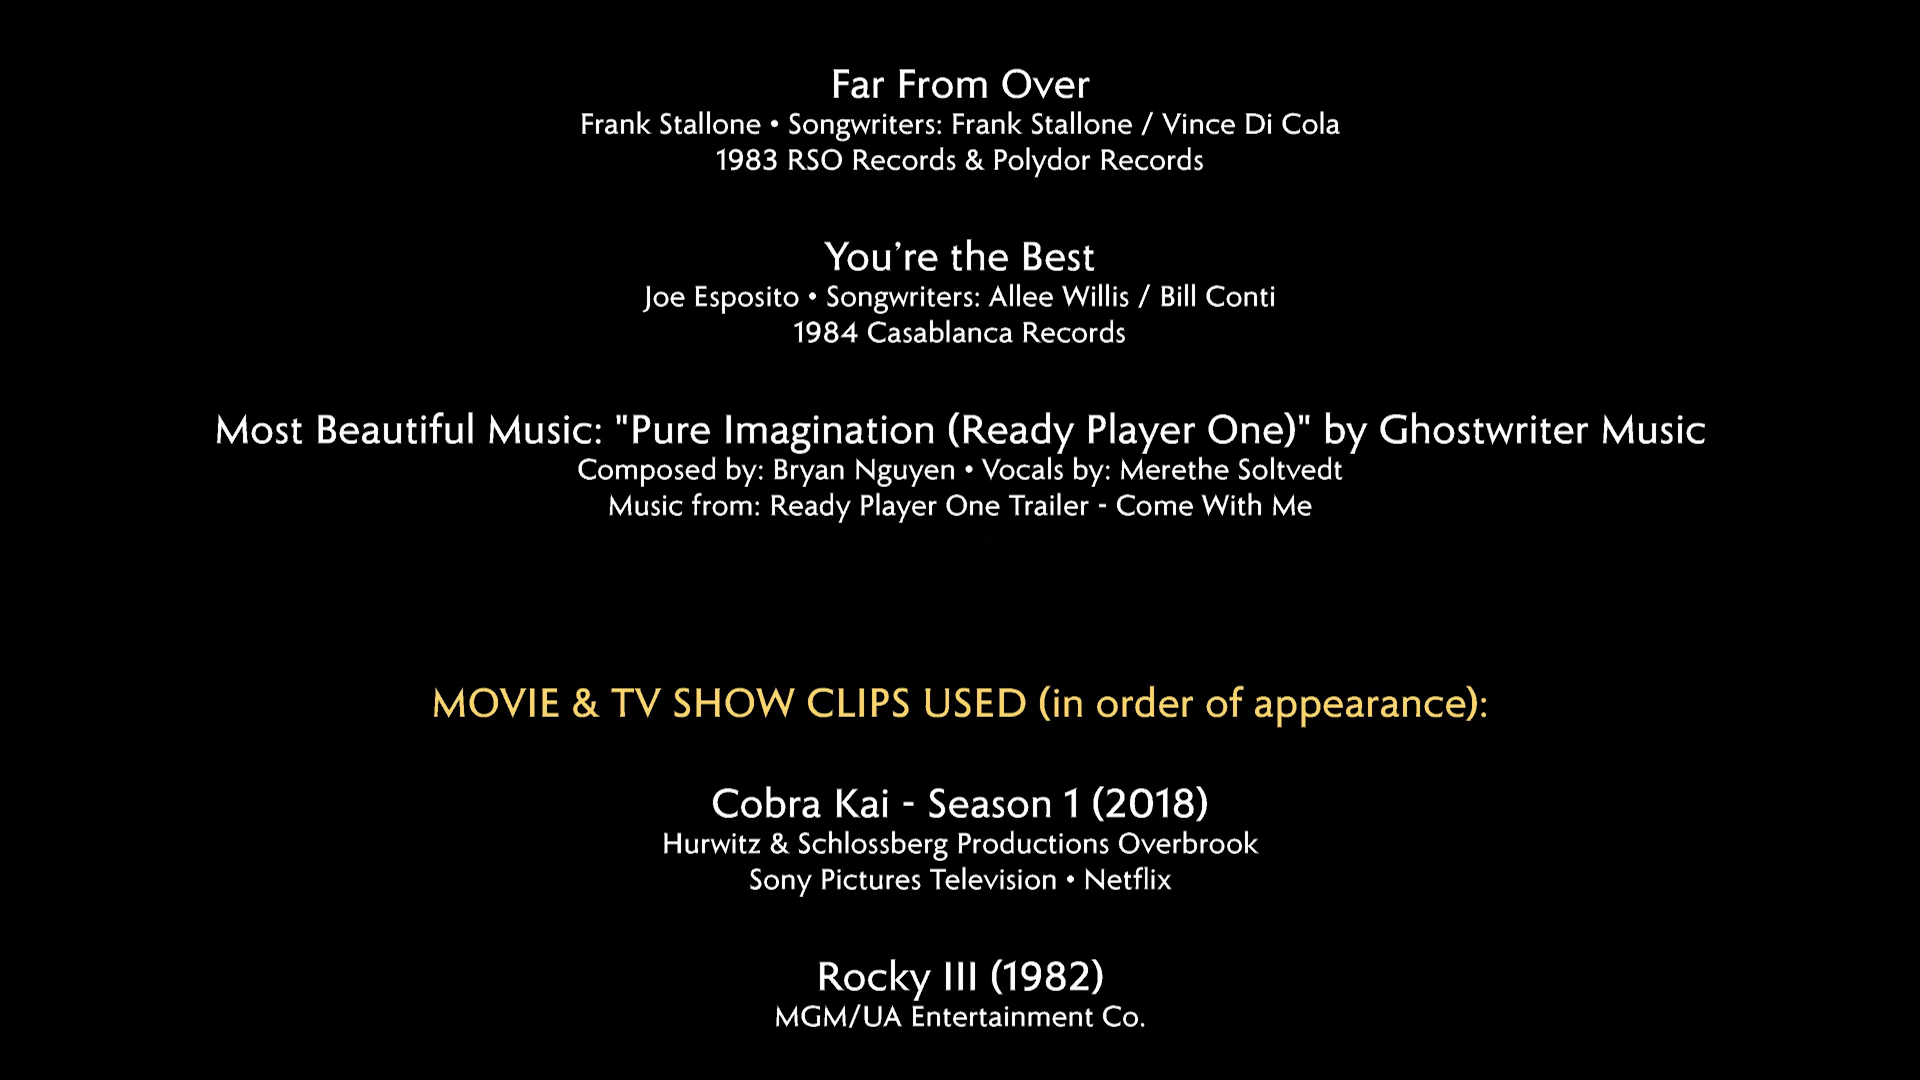 Far From Over
Frank Stallone • Songwriters: Frank Stallone / Vince Di Cola
1983 RSO Records & Polydor Records
You’re the Best
Joe Esposito • Songwriters: Allee Willis / Bill Conti
1984 Casablanca Records
Most Beautiful Music: "Pure Imagination (Ready Player One)" by Ghostwriter Music
Composed by: Bryan Nguyen • Vocals by: Merethe Soltvedt
Music from: Ready Player One Trailer - Come With Me
MOVIE & TV SHOW CLIPS USED (in order of appearance):
Cobra Kai - Season 1 (2018)
Hurwitz & Schlossberg Productions Overbrook
Sony Pictures Television • Netflix
Rocky III (1982)
MGM/UA Entertainment Co.